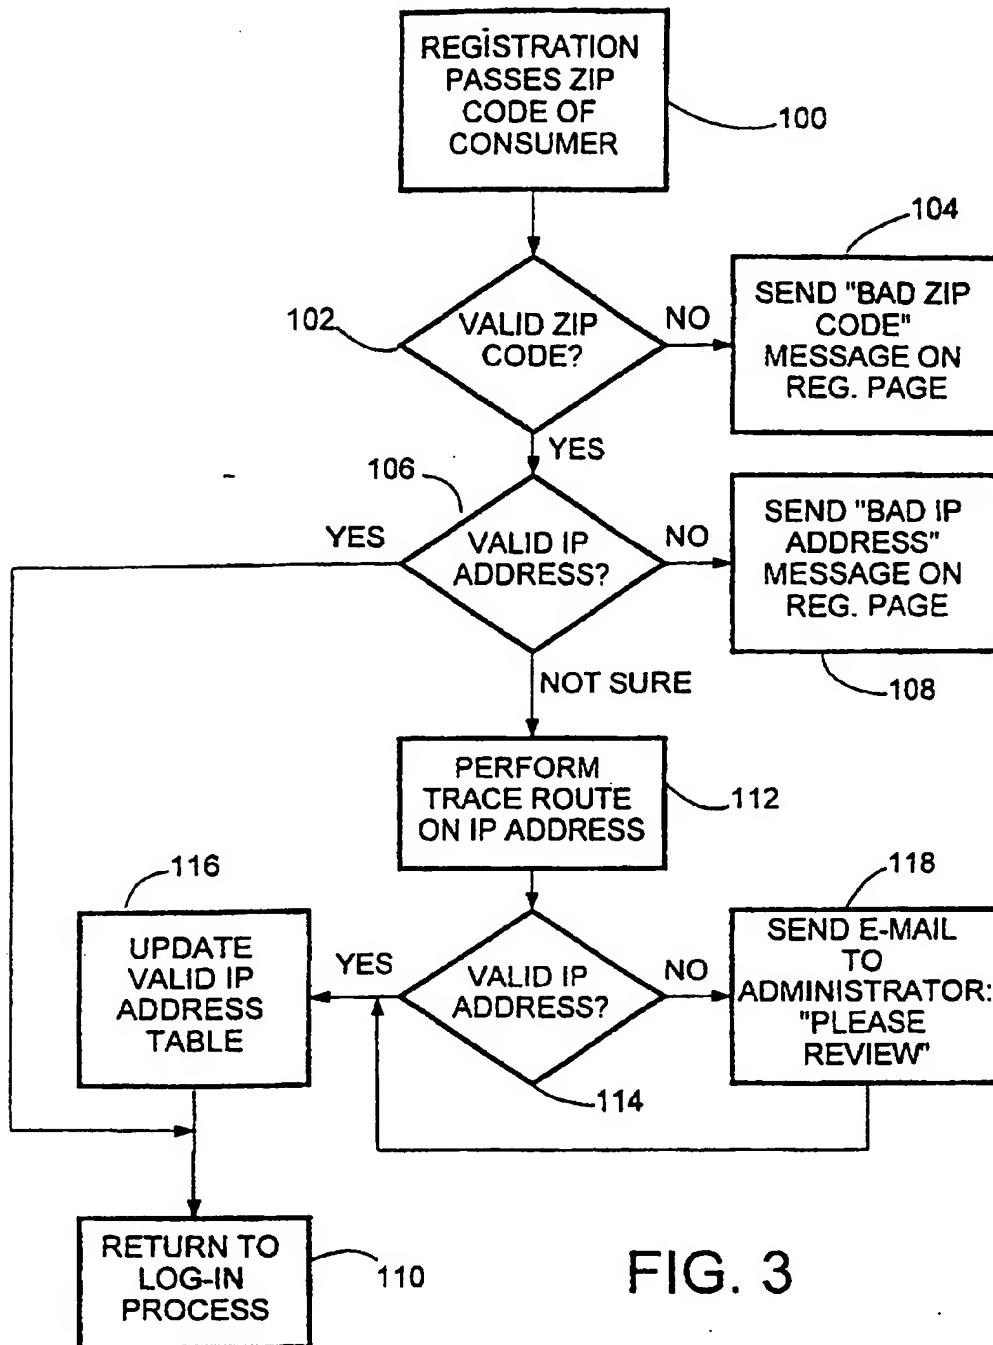 REGISTRATION
PASSES ZIP
CODE OF
CONSUMER
100
104
102
VALID ZIP
CODE?
NO
SEND "BAD ZIP
CODE"
MESSAGE ON
REG. PAGE
YES
106
YES
VALID IP
ADDRESS?
NO
SEND "BAD IP
ADDRESS"
MESSAGE ON
REG. PAGE
108
NOT SURE
PERFORM
TRACE ROUTE
ON IP ADDRESS
112
116
118
UPDATE
VALID IP
ADDRESS
TABLE
YES
VALID IP
ADDRESS?
NO
SEND E-MAIL
TO
ADMINISTRATOR:
"PLEASE
REVIEW"
114
RETURN TO
LOG-IN
PROCESS
110
FIG. 3